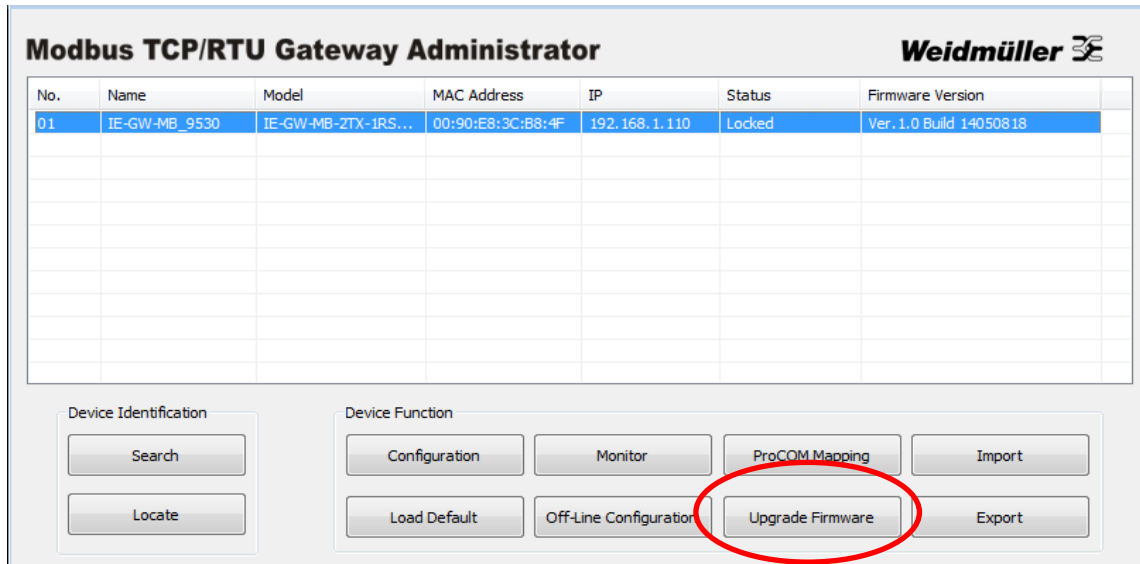 Modbus TCP/RTU Gateway Administrator Weidmüller
No. Name Model MAC Address IP Status Firmware Version
01 IE-GW-MB_9530 IE-GW-MB-2TX-1RS... 00:90:E8:3C:B8:4F 192.168.1.110 Locked Ver.1.0 Build 14050818
Device Identification Device Function
Search Configuration Monitor ProCOM Mapping Import
Locate Load Default Off-Line Configuration Upgrade Firmware Export